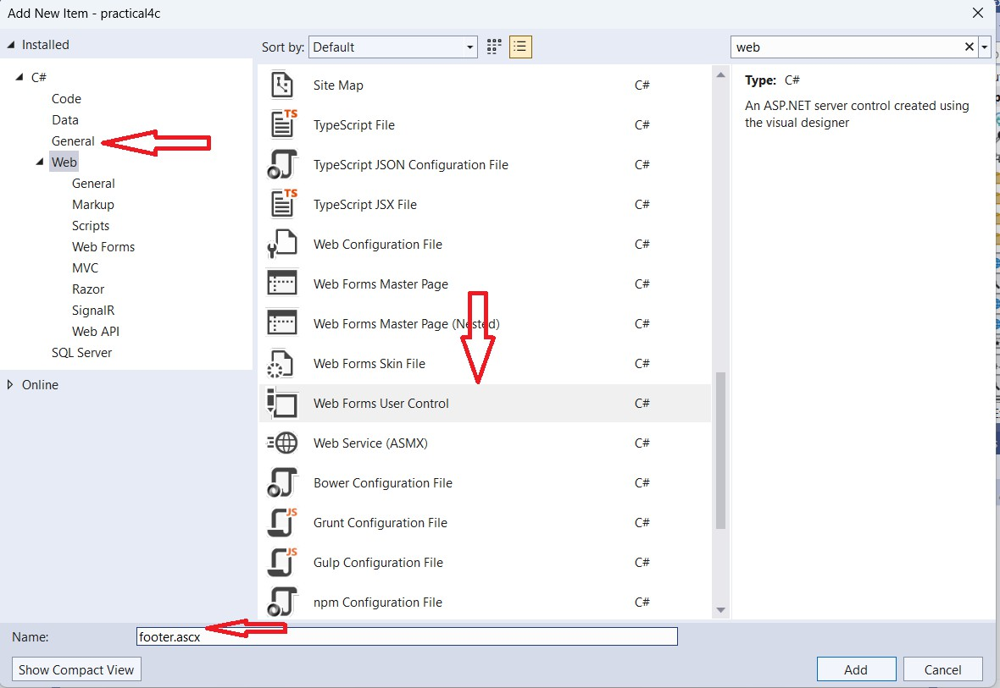 Add New Item - practical4c
Installed
Sort by: Default
web
C#
Code
Data
General
Web
General
Markup
Scripts
Web Forms
MVC
Razor
SignalR
Web API
SQL Server
Online
Site Map C#
TypeScript File C#
TypeScript JSON Configuration File C#
TypeScript JSX File C#
Web Configuration File C#
Web Forms Master Page C#
Web Forms Master Page (Nested) C#
Web Forms Skin File C#
Web Forms User Control C#
Web Service (ASMX) C#
Bower Configuration File C#
Grunt Configuration File C#
Gulp Configuration File C#
npm Configuration File C#
Type: C#
An ASP.NET server control created using
the visual designer
Name: footer.ascx
Show Compact View
Add
Cancel